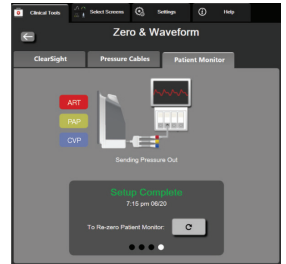 Clinical Tools Select Screens Settings Help
Zero & Waveform
ClearSight Pressure Cables Patient Monitor
ART
PAP
CVP
Sending Pressure Out
Setup Complete
7:15 pm 06/20
To Re-zero Patient Monitor: